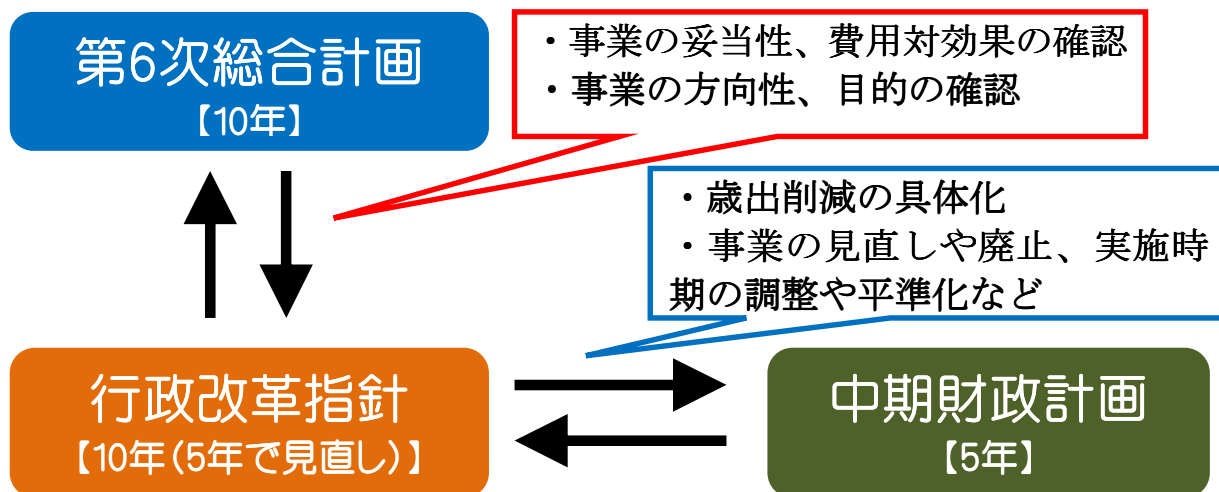 第6次総合計画
【10年】
・事業の妥当性、費用対効果の確認
・事業の方向性、目的の確認
・歳出削減の具体化
・事業の見直しや廃止、実施時
期の調整や平準化など
行政改革指針
【10年(5年で見直し)】
中期財政計画
【5年】